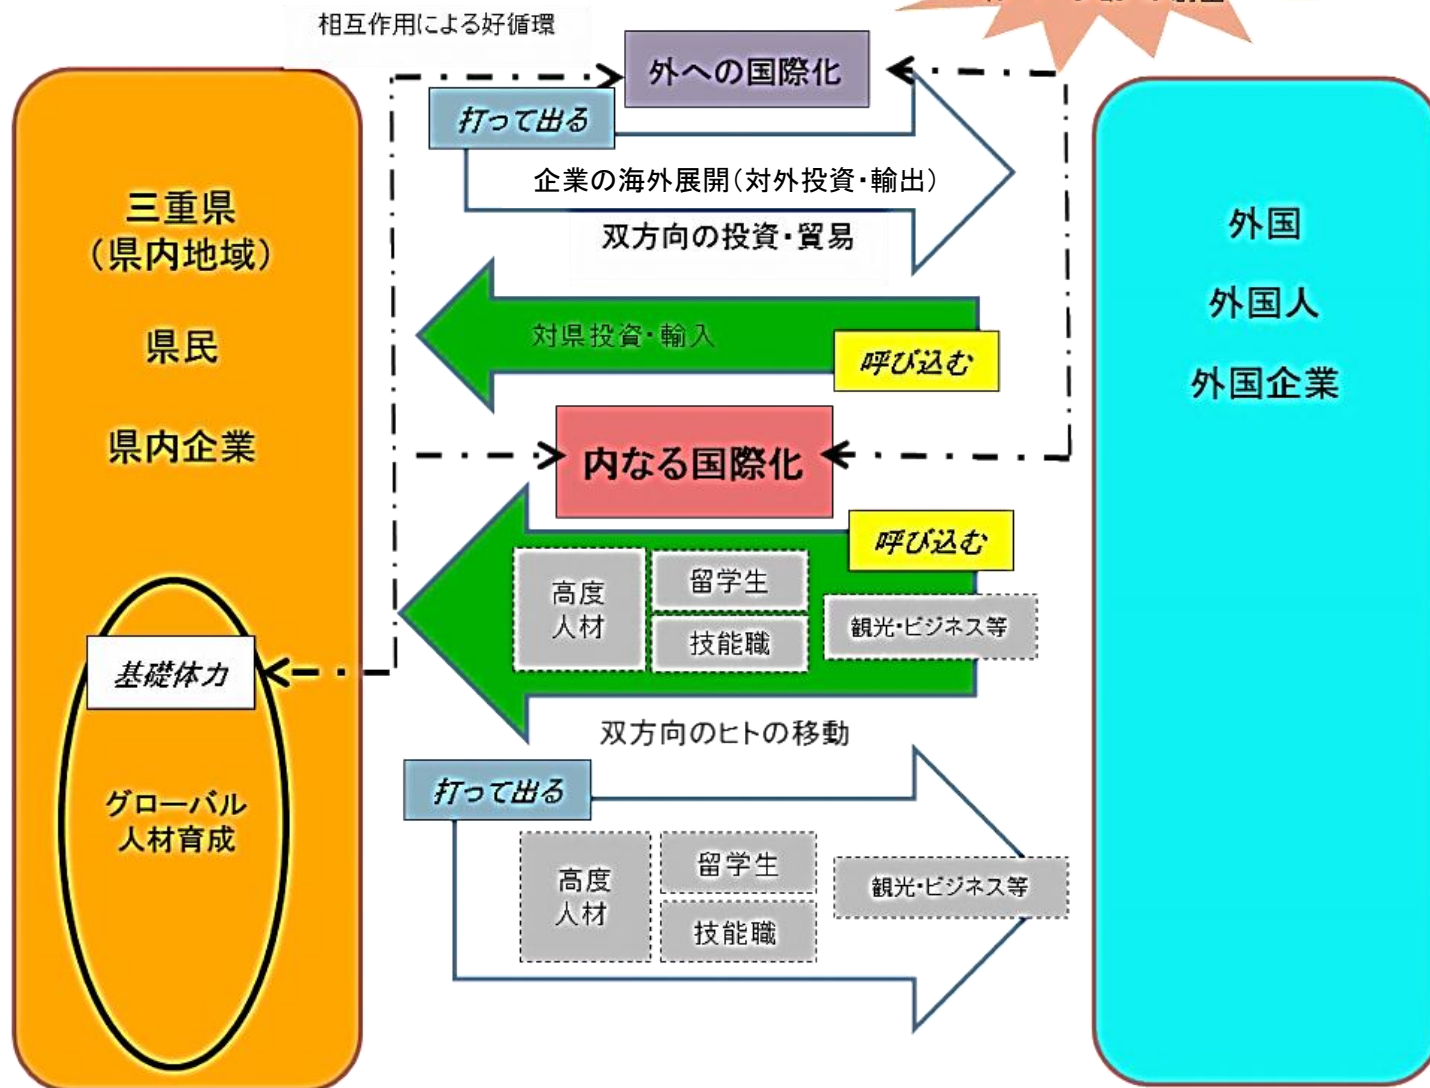 相互作用による好循環
外への国際化
打って出る
企業の海外展開(対外投資・輸出)
双方向の投資・貿易
対県投資・輸入
呼び込む
内なる国際化
呼び込む
高度
人材
留学生
技能職
観光・ビジネス等
双方向のヒトの移動
打って出る
高度
人材
留学生
技能職
観光・ビジネス等
三重県
(県内地域)
県民
県内企業
基礎体力
グローバル
人材育成
外国
外国人
外国企業